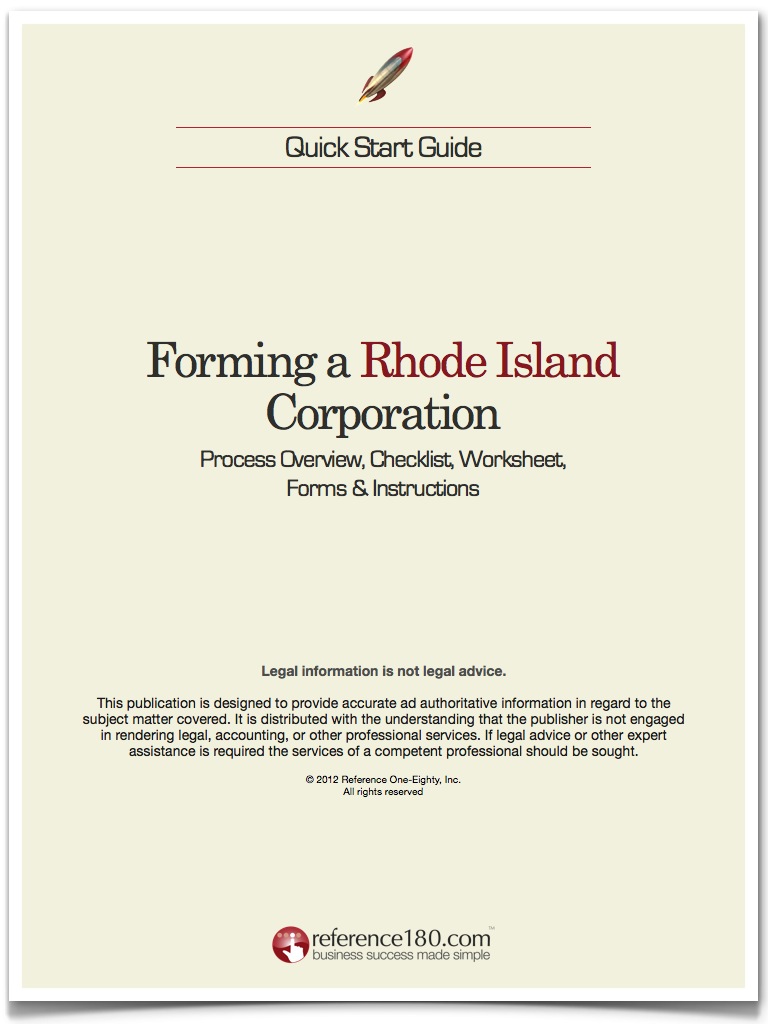 Quick Start Guide
Forming a Rhode Island
Corporation
Process Overview, Checklist, Worksheet,
Forms & Instructions
Legal information is not legal advice.
This publication is designed to provide accurate ad authoritative information in regard to the
subject matter covered. It is distributed with the understanding that the publisher is not engaged
in rendering legal, accounting, or other professional services. If legal advice or other expert
assistance is required the services of a competent professional should be sought.
© 2012 Reference One-Eighty, Inc.
All rights reserved
reference180.com™
business success made simple